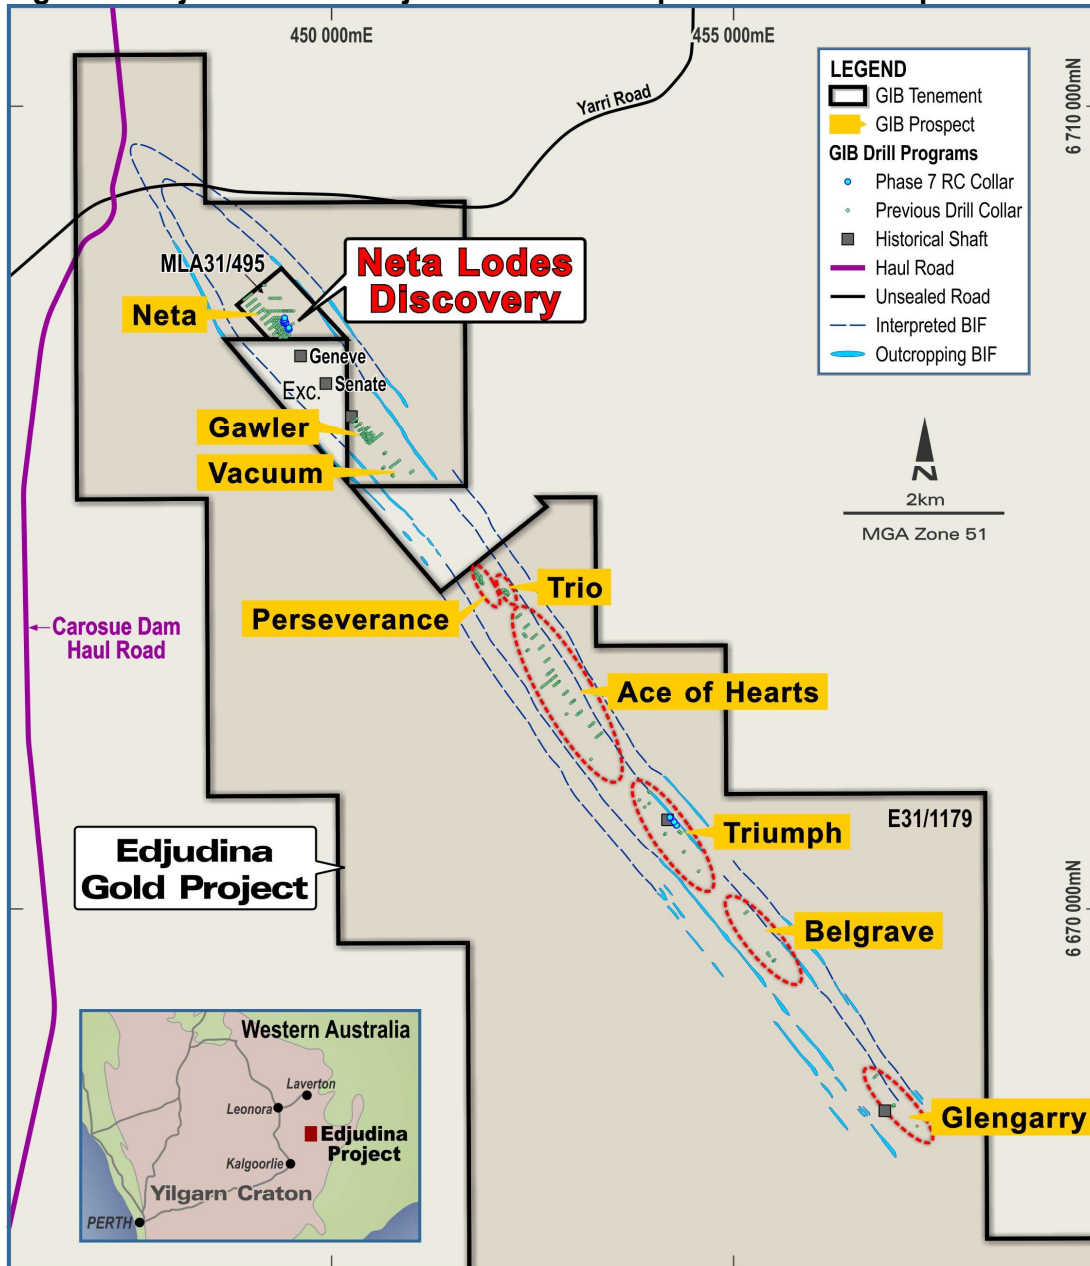 450 000mE
455 000mE
6 710 000mN
Yarri Road
LEGEND
GIB Tenement
GIB Prospect
GIB Drill Programs
Phase 7 RC Collar
Previous Drill Collar
Historical Shaft
Haul Road
Unsealed Road
Interpreted BIF
Outcropping BIF
MLA31/495
Neta Lodes
Discovery
Neta
Geneve
Senate
Exc.
Gawler
Vacuum
N
2km
MGA Zone 51
Trio
Perseverance
Carosue Dam
Haul Road
Ace of Hearts
E31/1179
Triumph
Edjudina
Gold Project
Belgrave
6 670 000mN
Western Australia
Laverton
Leonora
Edjudina
Project
Kalgoorlie
Yilgarn Craton
PERTH
Glengarry